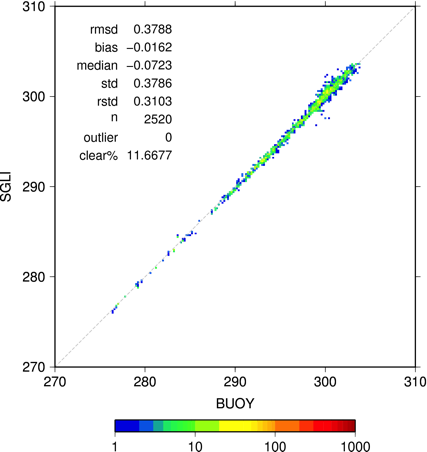 310
rmsd 0.3788
bias −0.0162
median −0.0723
std 0.3786
rstd 0.3103
n 2520
outlier 0
clear% 11.6677
300
SGLI
290
280
270
270 280 290 300 310
BUOY
1 10 100 1000